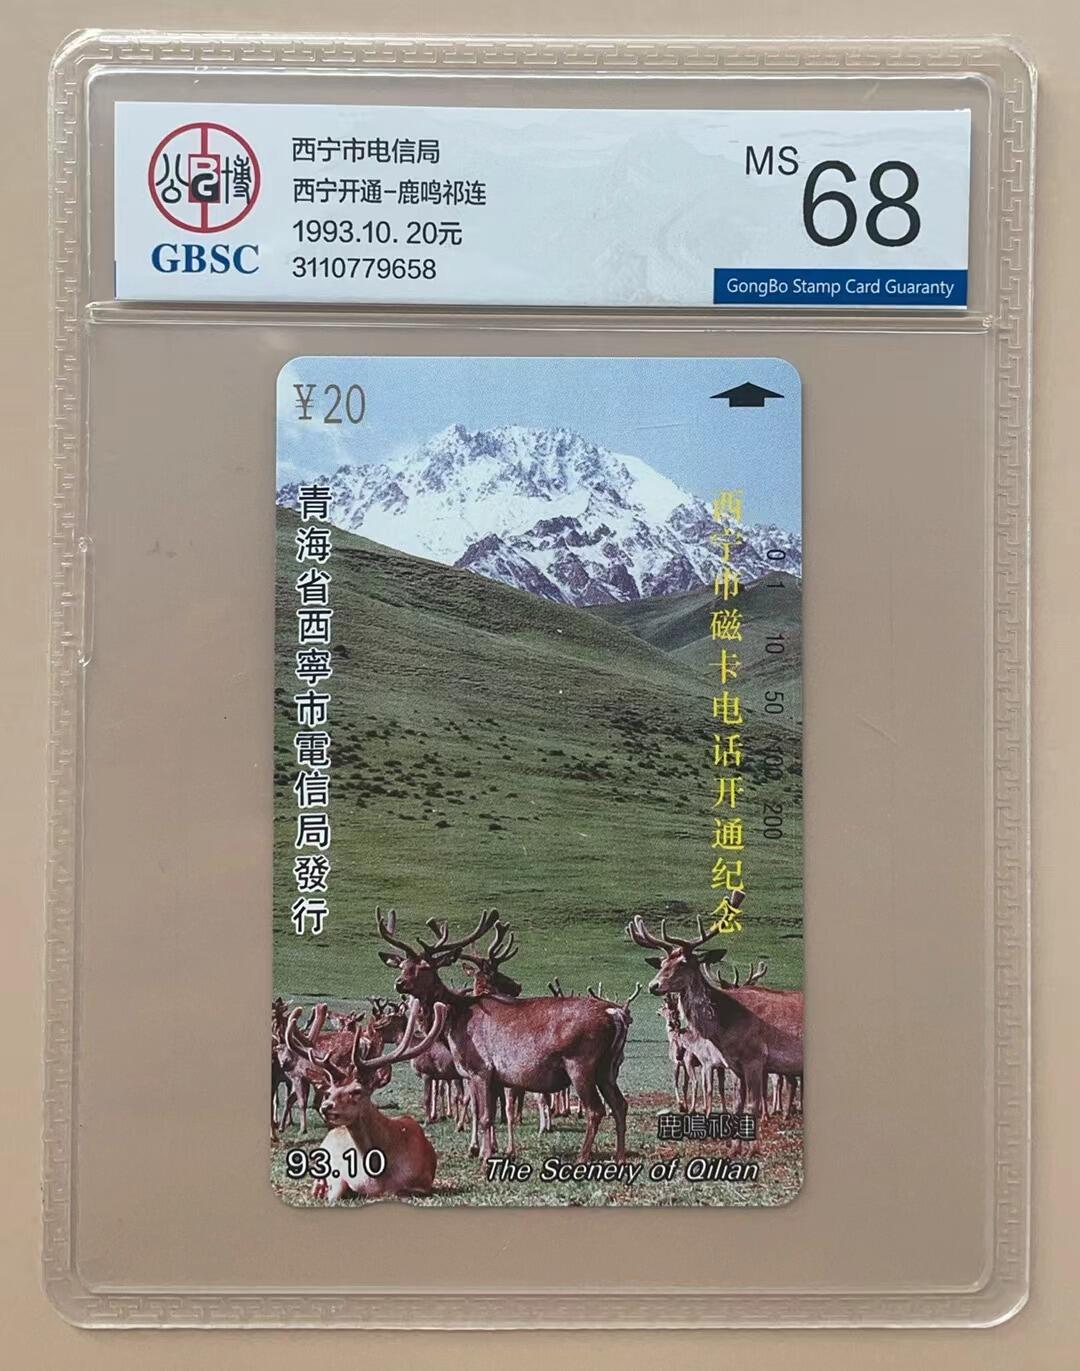 公 BG 博
GBSC
西宁市电信局
西宁开通-鹿鸣祁连
1993.10. 20元
3110779658
MS 68
GongBo Stamp Card Guaranty
¥20
青海省西寧市電信局發行
西宁市磁卡电话开通纪念
0 1 10 50 100 200
鹿鳴祁連
93.10
The Scenery of Qilian